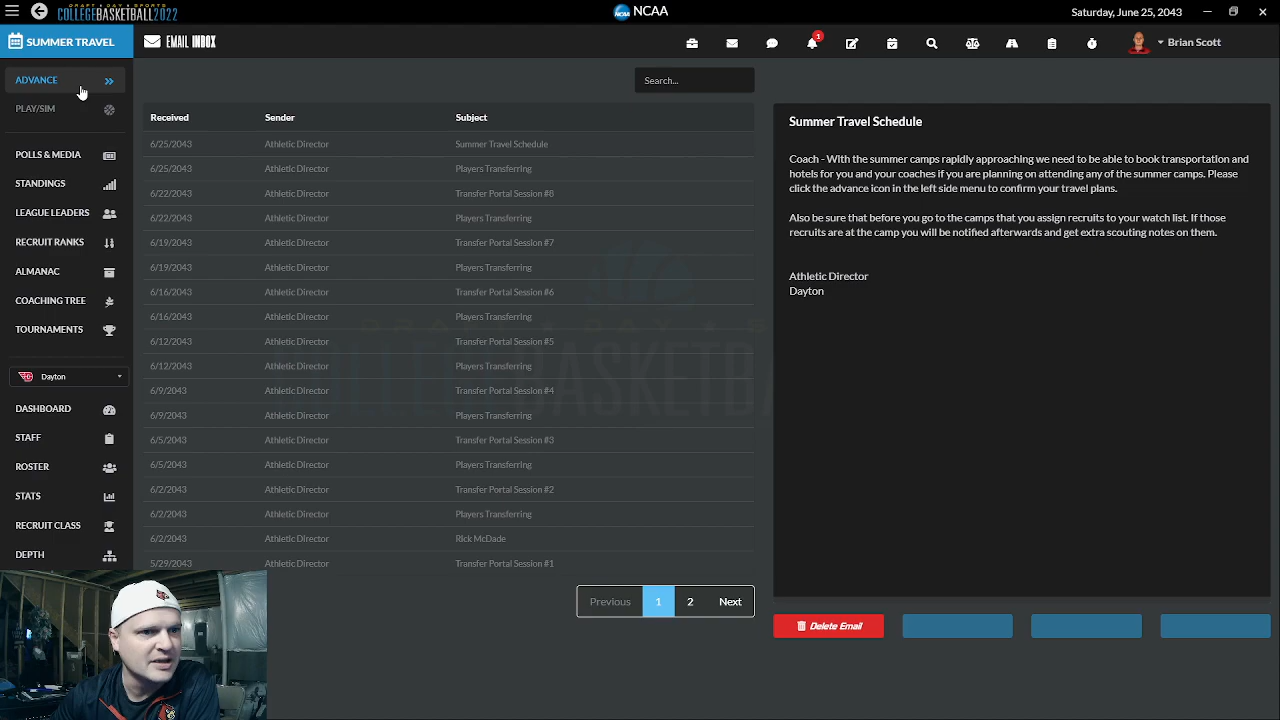 DRAFT • DAY • SPORTS
COLLEGE BASKETBALL 2022
NCAA
Saturday, June 25, 2043
SUMMER TRAVEL
EMAIL INBOX
1
Brian Scott
ADVANCE
PLAY/SIM
POLLS & MEDIA
STANDINGS
LEAGUE LEADERS
RECRUIT RANKS
ALMANAC
COACHING TREE
TOURNAMENTS
Dayton
DASHBOARD
STAFF
ROSTER
STATS
RECRUIT CLASS
DEPTH
Search...
Received Sender Subject
6/25/2043 Athletic Director Summer Travel Schedule
6/25/2043 Athletic Director Players Transferring
6/22/2043 Athletic Director Transfer Portal Session #8
6/22/2043 Athletic Director Players Transferring
6/19/2043 Athletic Director Transfer Portal Session #7
6/19/2043 Athletic Director Players Transferring
6/16/2043 Athletic Director Transfer Portal Session #6
6/16/2043 Athletic Director Players Transferring
6/12/2043 Athletic Director Transfer Portal Session #5
6/12/2043 Athletic Director Players Transferring
6/9/2043 Athletic Director Transfer Portal Session #4
6/9/2043 Athletic Director Players Transferring
6/5/2043 Athletic Director Transfer Portal Session #3
6/5/2043 Athletic Director Players Transferring
6/2/2043 Athletic Director Transfer Portal Session #2
6/2/2043 Athletic Director Players Transferring
6/2/2043 Athletic Director Rick McDade
5/29/2043 Athletic Director Transfer Portal Session #1
Previous 1 2 Next
Summer Travel Schedule
Coach - With the summer camps rapidly approaching we need to be able to book transportation and
hotels for you and your coaches if you are planning on attending any of the summer camps. Please
click the advance icon in the left side menu to confirm your travel plans.
Also be sure that before you go to the camps that you assign recruits to your watch list. If those
recruits are at the camp you will be notified afterwards and get extra scouting notes on them.
Athletic Director
Dayton
Delete Email